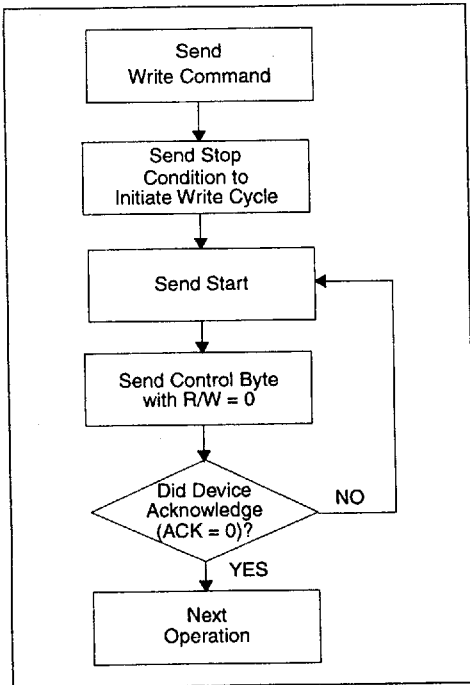 Send
Write Command
Send Stop
Condition to
Initiate Write Cycle
Send Start
Send Control Byte
with R/W = 0
Did Device
Acknowledge
(ACK = 0)?
NO
YES
Next
Operation